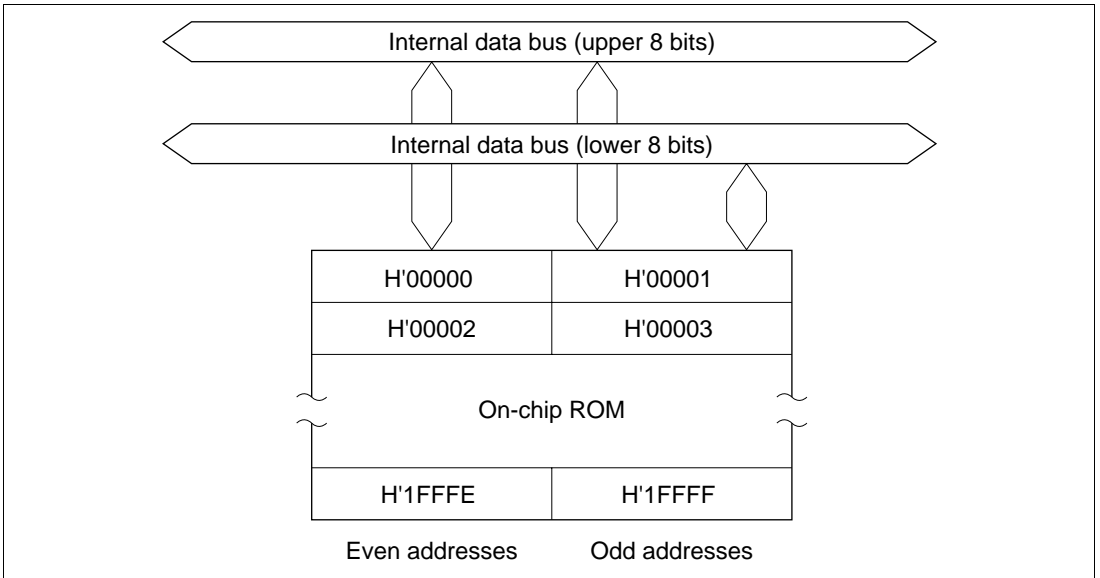 Internal data bus (upper 8 bits)
Internal data bus (lower 8 bits)
H'00000 H'00001
H'00002 H'00003
On-chip ROM
H'1FFFE H'1FFFF
Even addresses Odd addresses